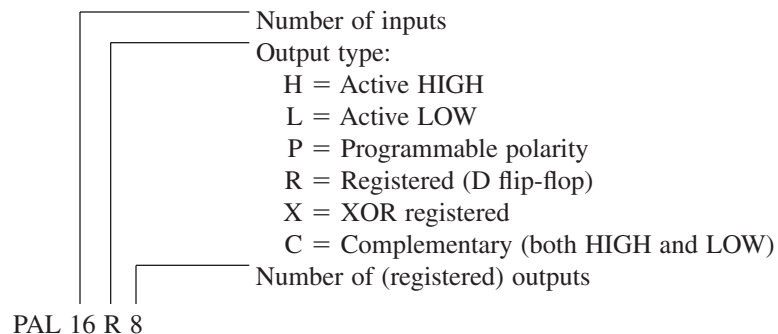 Number of inputs
Output type:
H = Active HIGH
L = Active LOW
P = Programmable polarity
R = Registered (D flip-flop)
X = XOR registered
C = Complementary (both HIGH and LOW)
Number of (registered) outputs
PAL 16 R 8